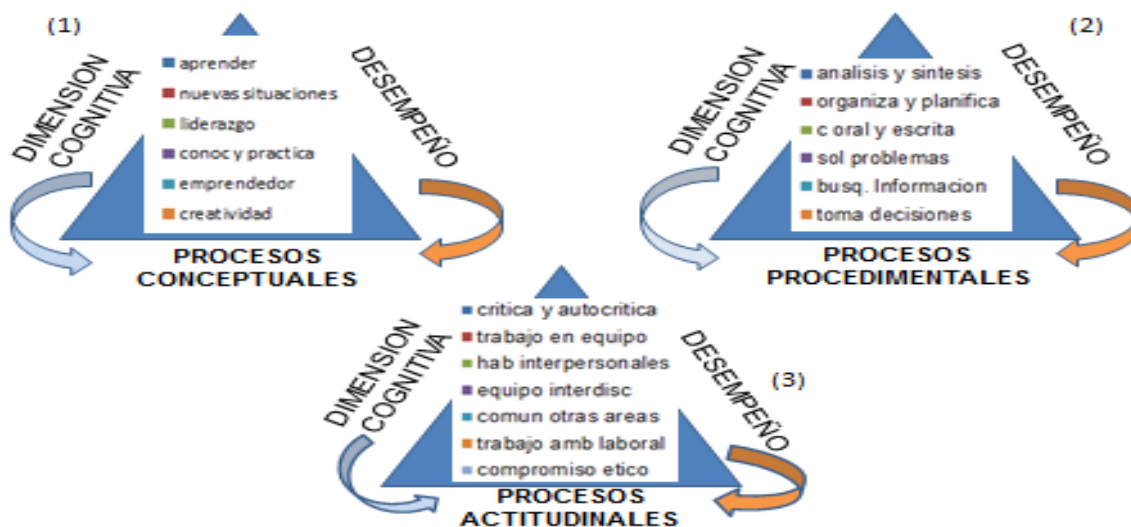 (1)
DIMENSION
COGNITIVA
aprender
nuevas situaciones
liderazgo
conoc y practica
emprendedor
creatividad
DESEMPEÑO
PROCESOS
CONCEPTUALES
(2)
DIMENSION
COGNITIVA
analisis y sintesis
organiza y planifica
c oral y escrita
sol problemas
busq. Informacion
toma decisiones
DESEMPEÑO
PROCESOS
PROCEDIMENTALES
DIMENSION
COGNITIVA
critica y autocritica
trabajo en equipo
hab interpersonales
equipo interdisc
comun otras areas
trabajo amb laboral
compromiso etico
DESEMPEÑO
(3)
PROCESOS
ACTITUDINALES